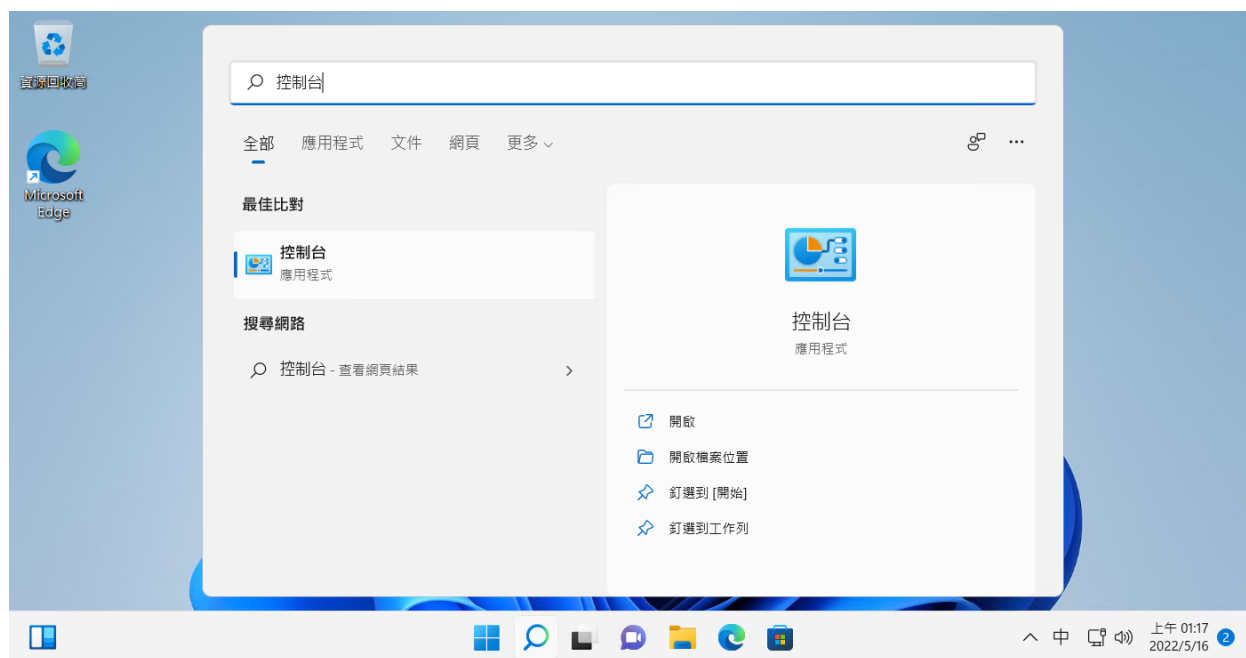 資源回收筒
Microsoft
Edge
控制台
全部 應用程式 文件 網頁 更多
最佳比對
控制台
應用程式
搜尋網路
控制台 - 查看網頁結果
控制台
應用程式
開啟
開啟檔案位置
釘選到 [開始]
釘選到工作列
中
上午 01:17
2022/5/16
2